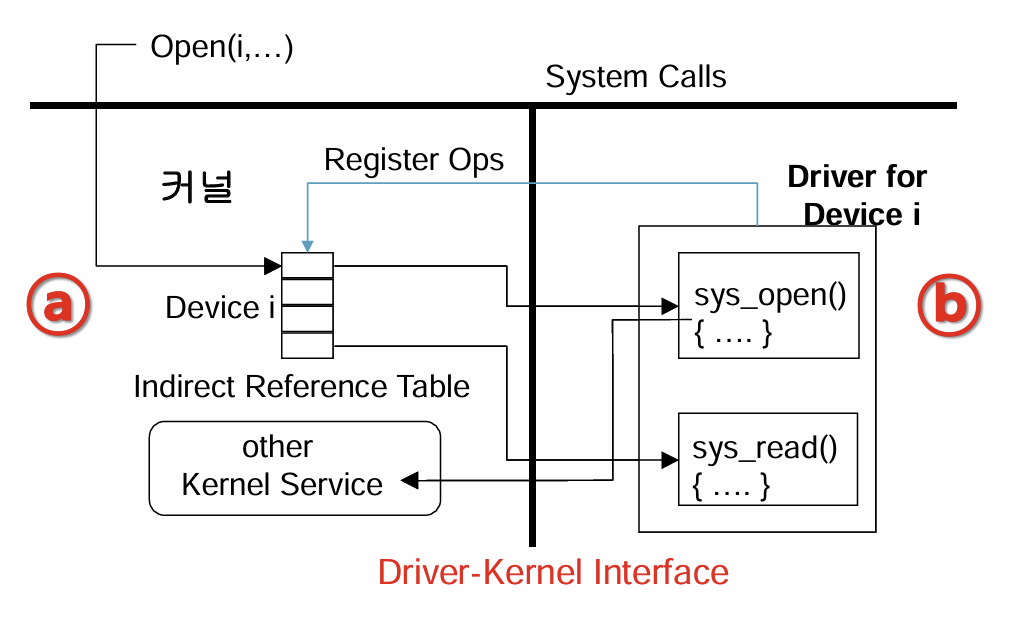 Open(i,...)
System Calls
Register Ops
커널
Driver for
Device i
ⓐ
Device i
sys_open()
{ .... }
ⓑ
Indirect Reference Table
other
Kernel Service
sys_read()
{ .... }
Driver-Kernel Interface